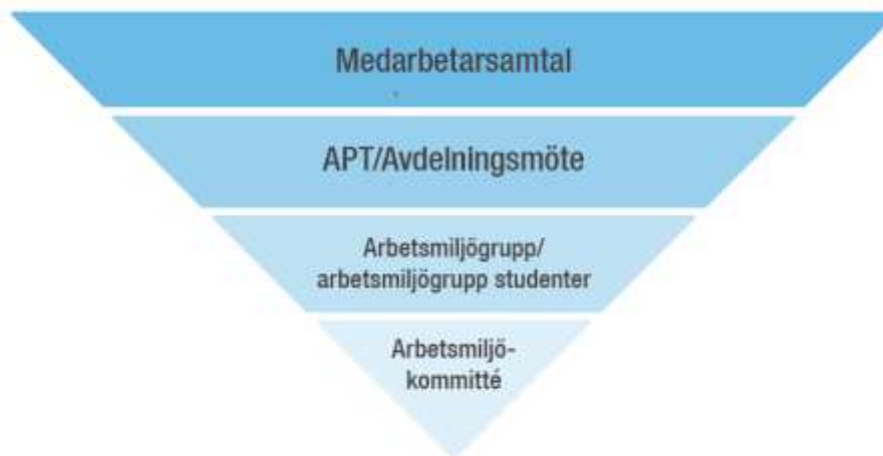 Medarbetarsamtal
APT/Avdelningsmöte
Arbetsmiljögrupp/
arbetsmiljögrupp studenter
Arbetsmiljö-
kommitté